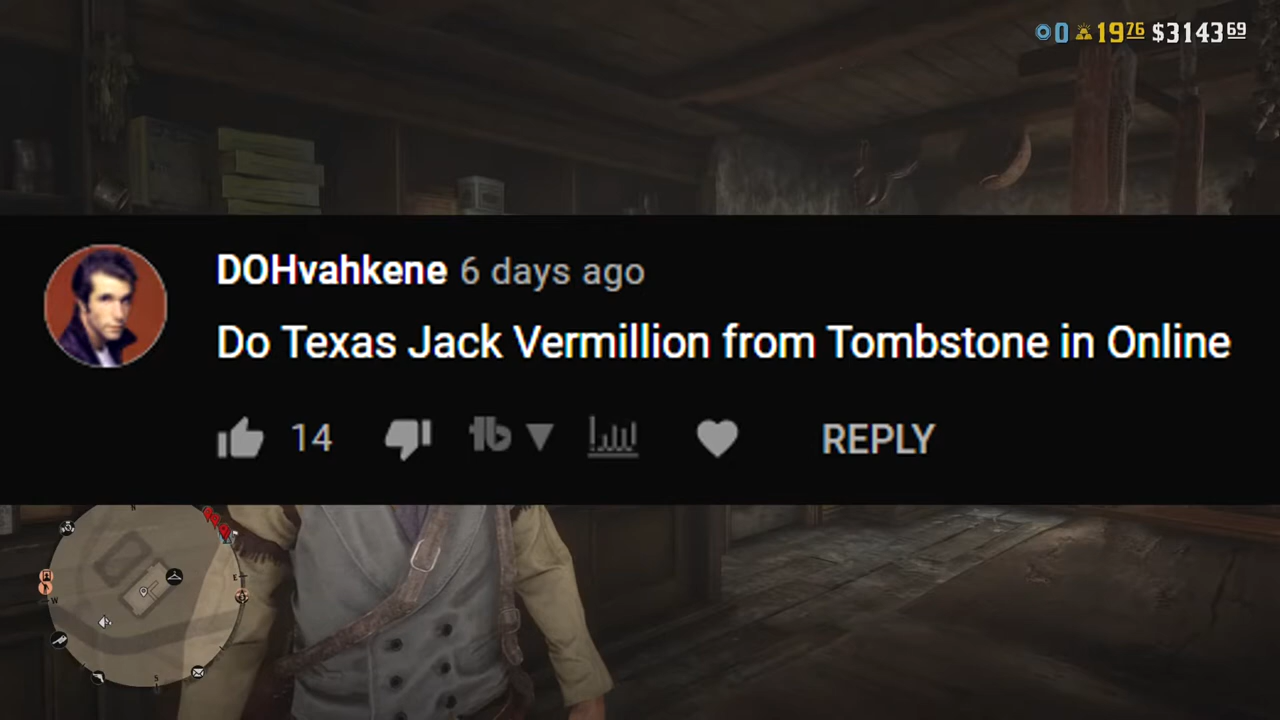 0 19.76 $3143.69
DOHvahkene 6 days ago
Do Texas Jack Vermillion from Tombstone in Online
14 REPLY
N
E
W
S